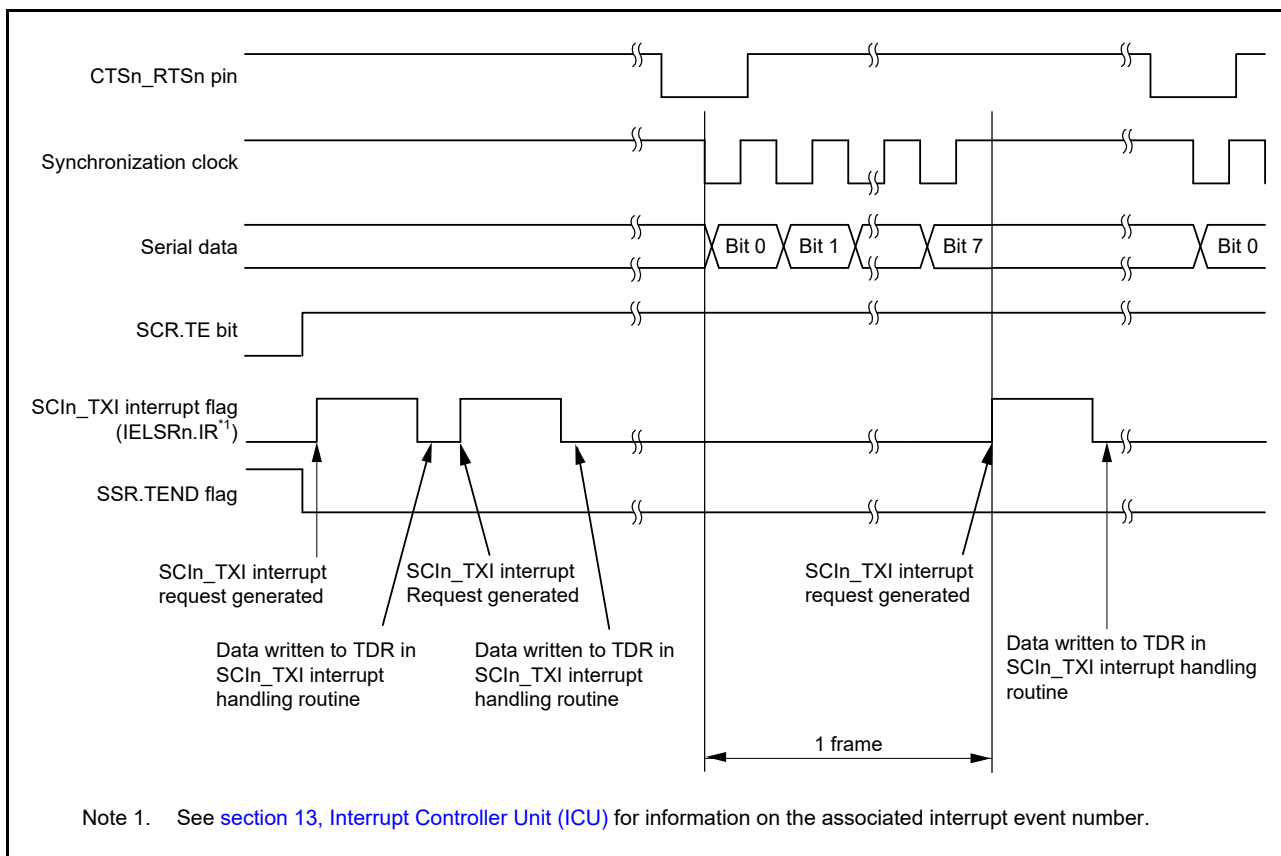 CTSn_RTSn pin
Synchronization clock
Serial data
Bit 0
Bit 1
Bit 7
Bit 0
SCR.TE bit
SCIn_TXI interrupt flag
(IELSRn.IR*1)
SSR.TEND flag
SCIn_TXI interrupt
request generated
SCIn_TXI interrupt
Request generated
SCIn_TXI interrupt
request generated
Data written to TDR in
SCIn_TXI interrupt
handling routine
Data written to TDR in
SCIn_TXI interrupt
handling routine
Data written to TDR in
SCIn_TXI interrupt handling
routine
1 frame
Note 1. See section 13, Interrupt Controller Unit (ICU) for information on the associated interrupt event number.